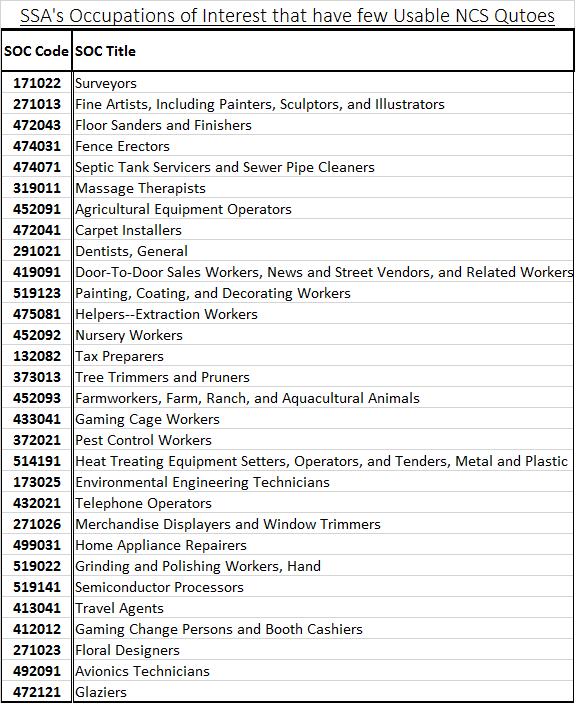 SSA's Occupations of Interest that have few Usable NCS Qutoes
SOC Code SOC Title
171022 Surveyors
271013 Fine Artists, Including Painters, Sculptors, and Illustrators
472043 Floor Sanders and Finishers
474031 Fence Erectors
474071 Septic Tank Servicers and Sewer Pipe Cleaners
319011 Massage Therapists
452091 Agricultural Equipment Operators
472041 Carpet Installers
291021 Dentists, General
419091 Door-To-Door Sales Workers, News and Street Vendors, and Related Workers
519123 Painting, Coating, and Decorating Workers
475081 Helpers--Extraction Workers
452092 Nursery Workers
132082 Tax Preparers
373013 Tree Trimmers and Pruners
452093 Farmworkers, Farm, Ranch, and Aquacultural Animals
433041 Gaming Cage Workers
372021 Pest Control Workers
514191 Heat Treating Equipment Setters, Operators, and Tenders, Metal and Plastic
173025 Environmental Engineering Technicians
432021 Telephone Operators
271026 Merchandise Displayers and Window Trimmers
499031 Home Appliance Repairers
519022 Grinding and Polishing Workers, Hand
519141 Semiconductor Processors
413041 Travel Agents
412012 Gaming Change Persons and Booth Cashiers
271023 Floral Designers
492091 Avionics Technicians
472121 Glaziers